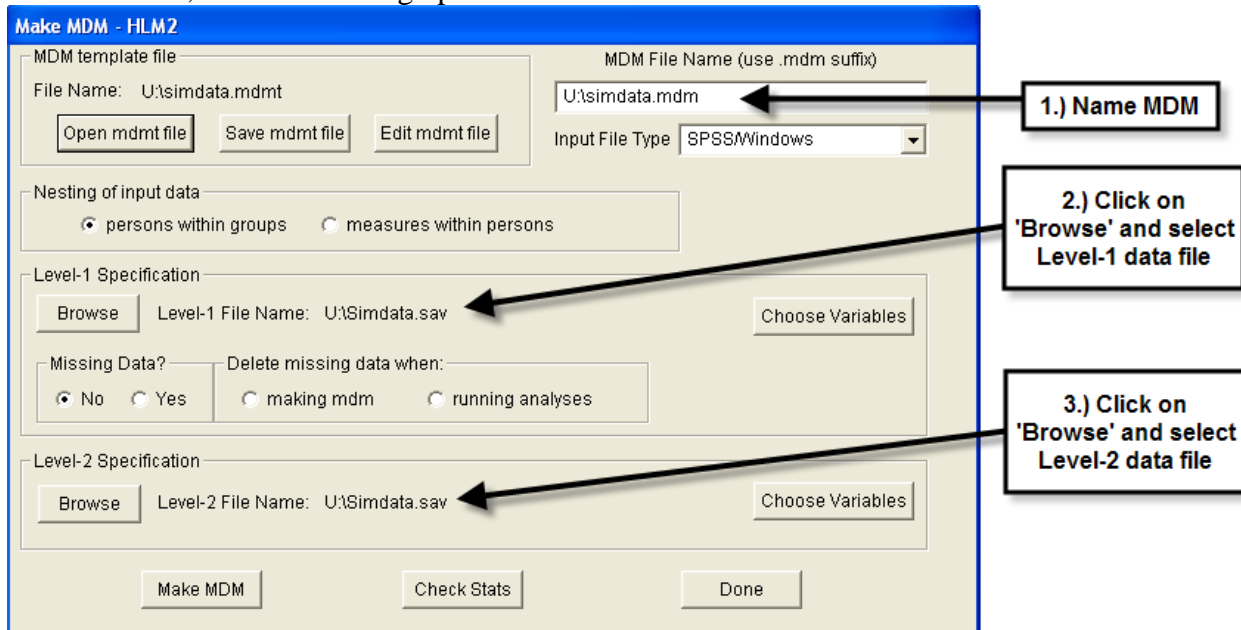 Make MDM - HLM2
MDM template file
File Name: U:\simdata.mdmt
Open mdmt file Save mdmt file Edit mdmt file
MDM File Name (use .mdm suffix)
U:\simdata.mdm
Input File Type SPSS/Windows
1.) Name MDM
Nesting of input data
persons within groups measures within persons
2.) Click on
'Browse' and select
Level-1 data file
Level-1 Specification
Browse Level-1 File Name: U:\Simdata.sav Choose Variables
Missing Data? Delete missing data when:
No Yes making mdm running analyses
3.) Click on
'Browse' and select
Level-2 data file
Level-2 Specification
Browse Level-2 File Name: U:\Simdata.sav Choose Variables
Make MDM Check Stats Done